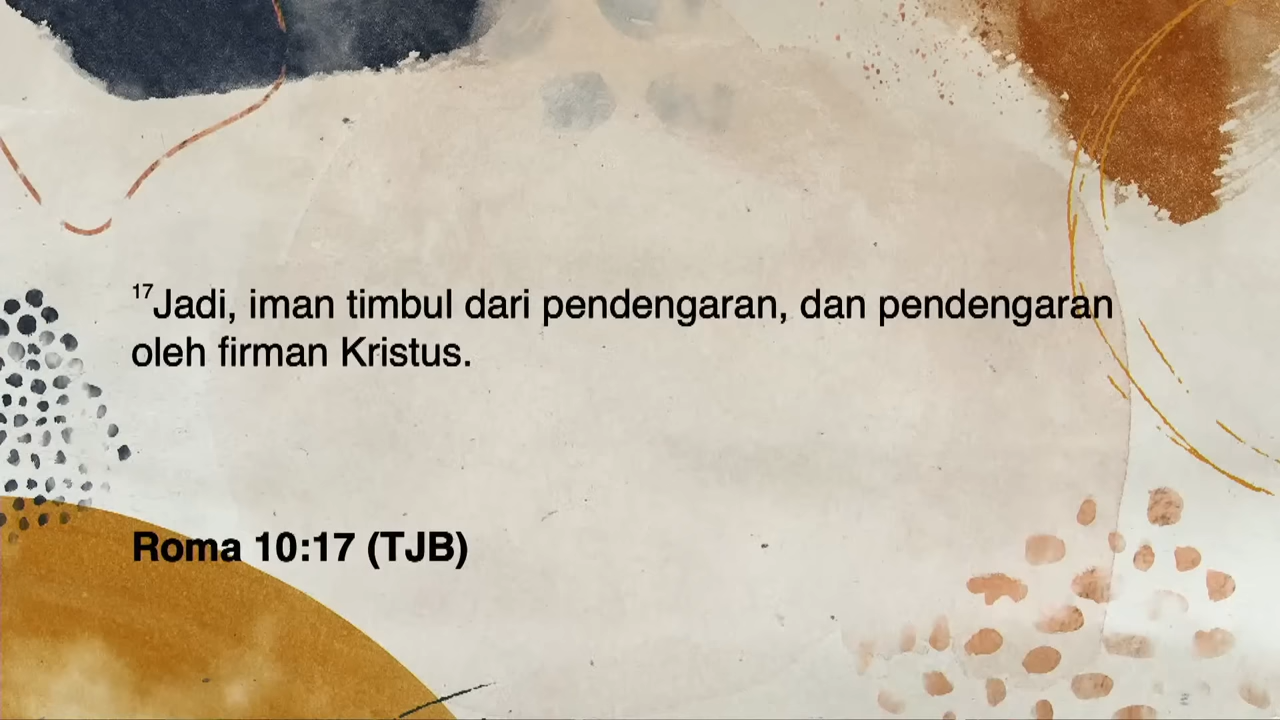 17Jadi, iman timbul dari pendengaran, dan pendengaran
oleh firman Kristus.
Roma 10:17 (TJB)